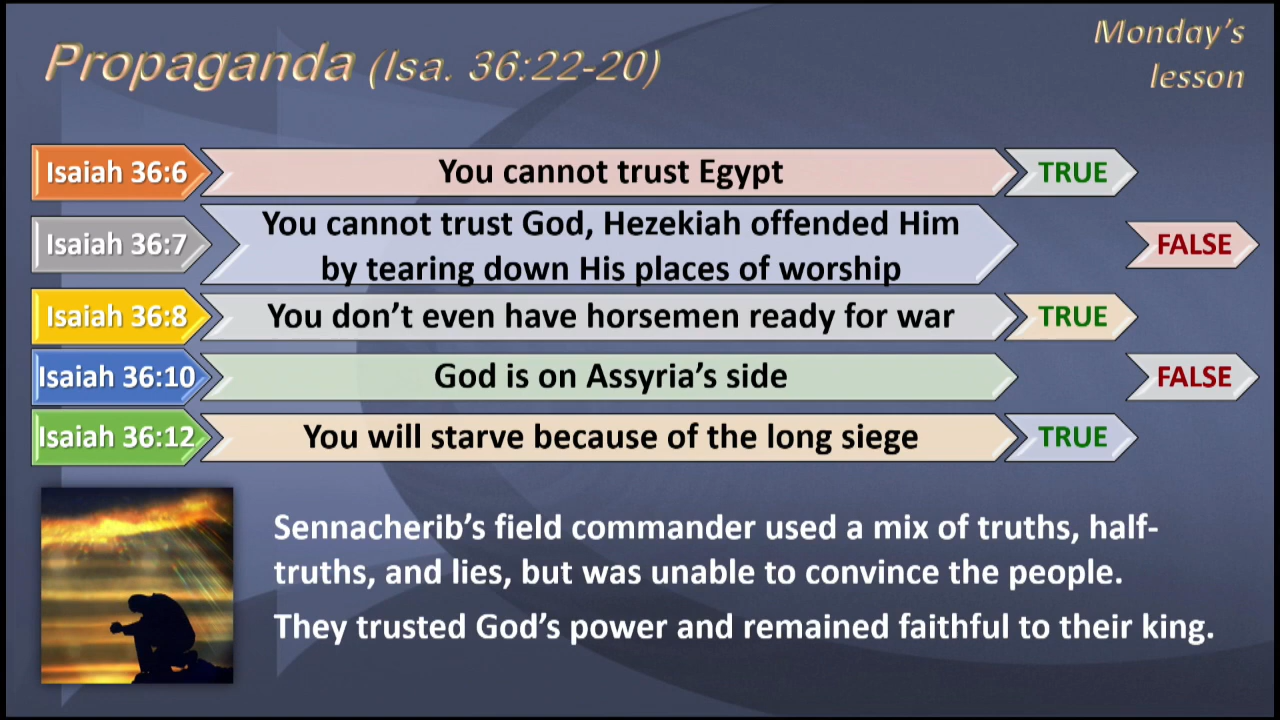 Propaganda (Isa. 36:22-20)
Monday's
lesson
Isaiah 36:6 You cannot trust Egypt TRUE
Isaiah 36:7 You cannot trust God, Hezekiah offended Him
by tearing down His places of worship FALSE
Isaiah 36:8 You don't even have horsemen ready for war TRUE
Isaiah 36:10 God is on Assyria's side FALSE
Isaiah 36:12 You will starve because of the long siege TRUE
Sennacherib's field commander used a mix of truths, half-
truths, and lies, but was unable to convince the people.
They trusted God's power and remained faithful to their king.